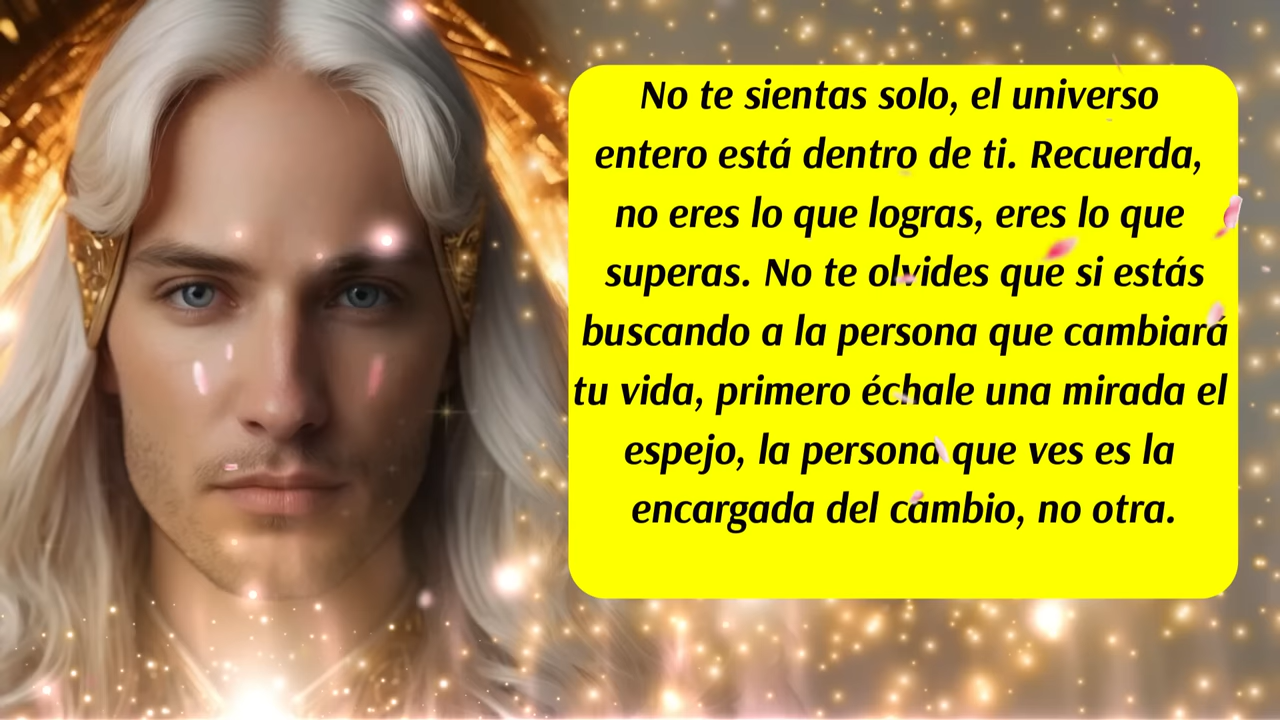 No te sientas solo, el universo
entero está dentro de ti. Recuerda,
no eres lo que logras, eres lo que
superas. No te olvides que si estás
buscando a la persona que cambiará
tu vida, primero échale una mirada el
espejo, la persona que ves es la
encargada del cambio, no otra.